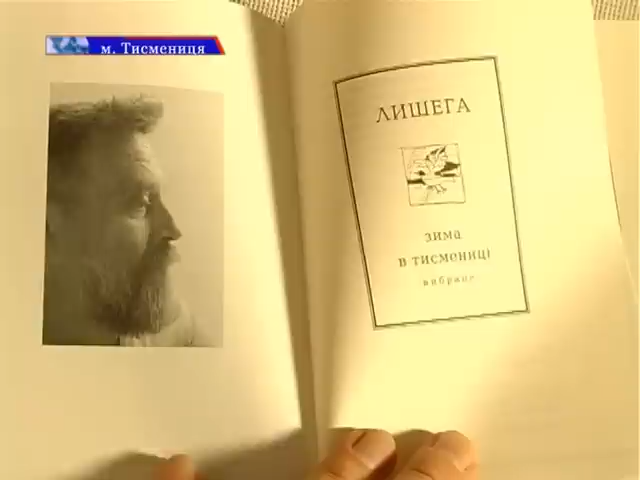 м. Тисмениця
ЛИШЕГА
зима
в тисмениці
вибране